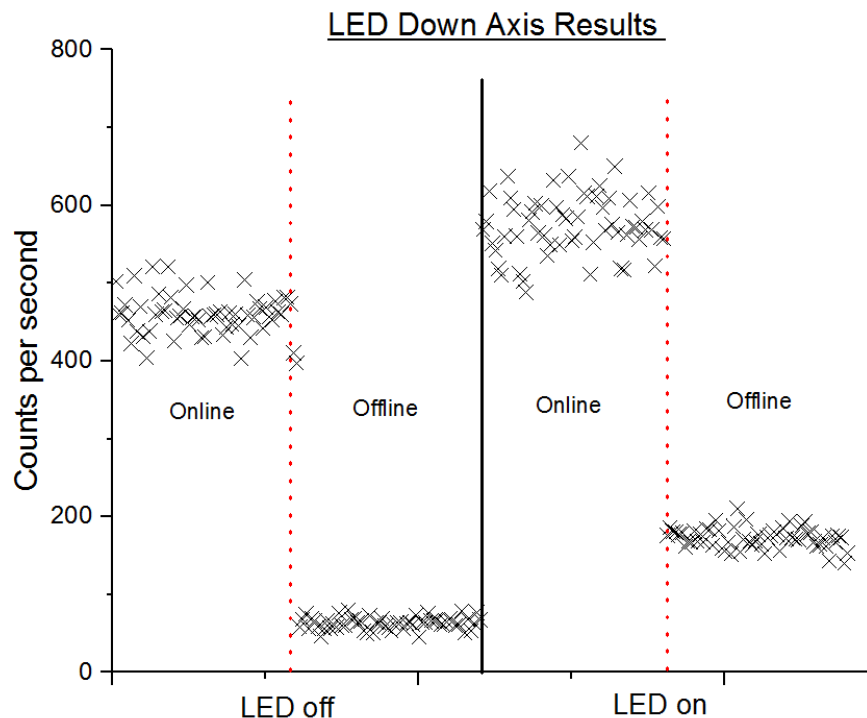 LED Down Axis Results
800
600
400
200
0
Counts per second
Online
Offline
Online
Offline
LED off
LED on